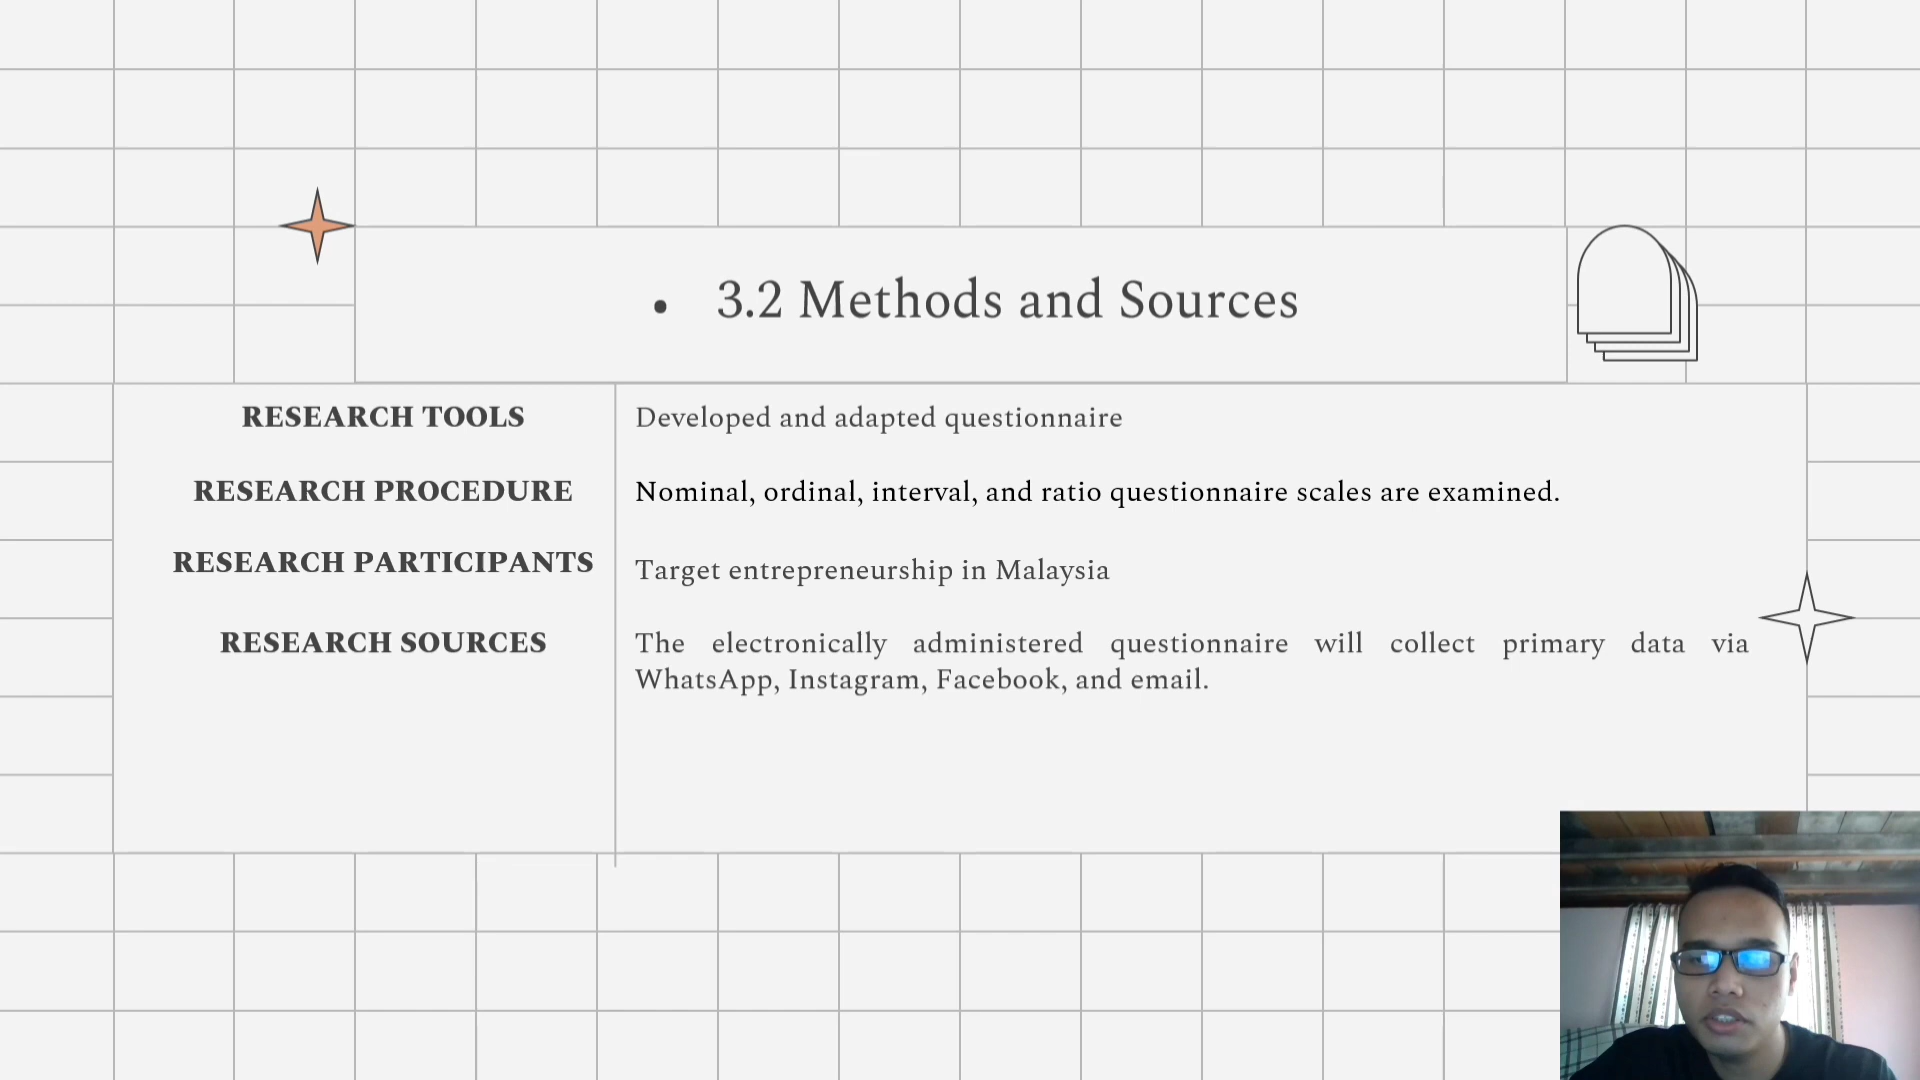 • 3.2 Methods and Sources
RESEARCH TOOLS
Developed and adapted questionnaire
RESEARCH PROCEDURE
Nominal, ordinal, interval, and ratio questionnaire scales are examined.
RESEARCH PARTICIPANTS
Target entrepreneurship in Malaysia
RESEARCH SOURCES
The electronically administered questionnaire will collect primary data via
WhatsApp, Instagram, Facebook, and email.